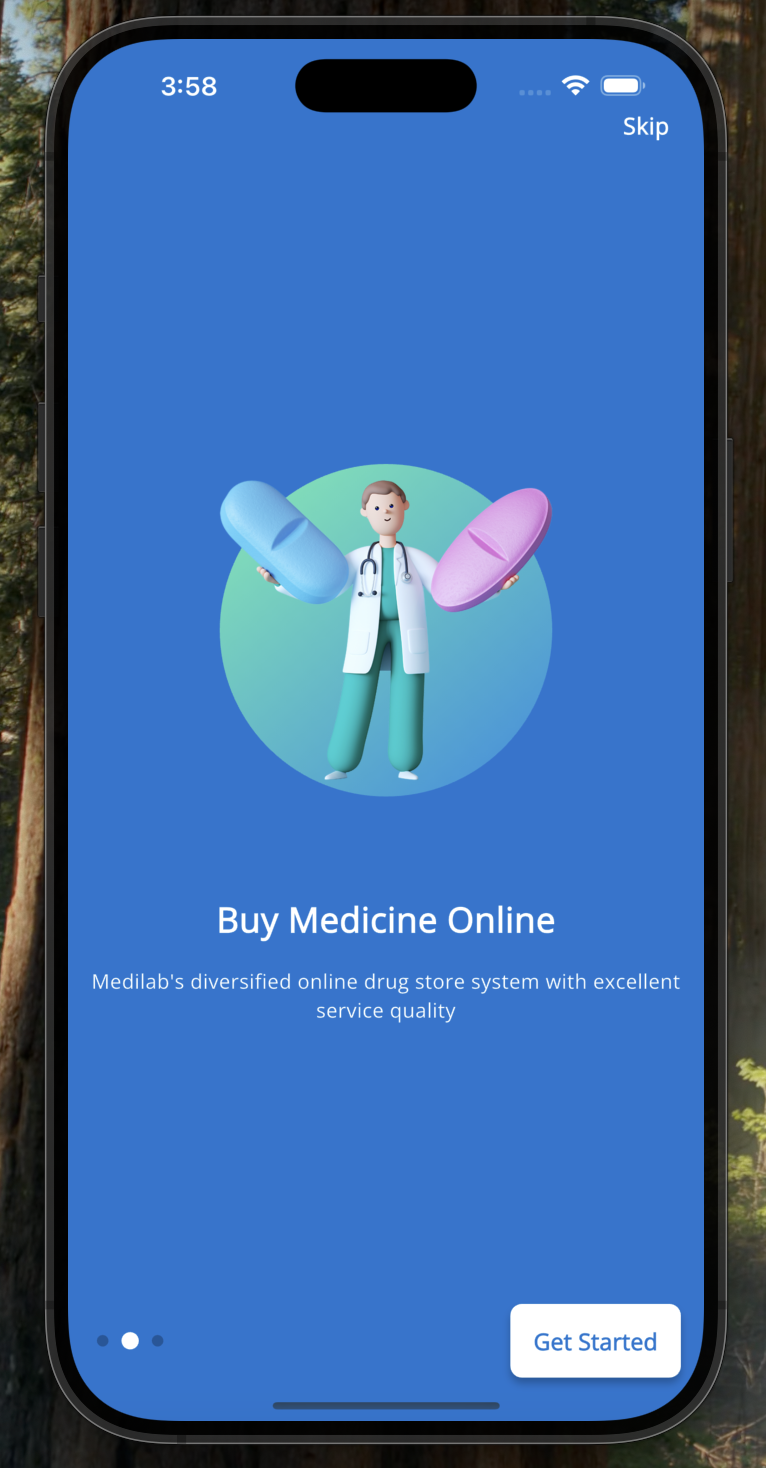 3:58
Skip
Buy Medicine Online
Medilab's diversified online drug store system with excellent
service quality
Get Started